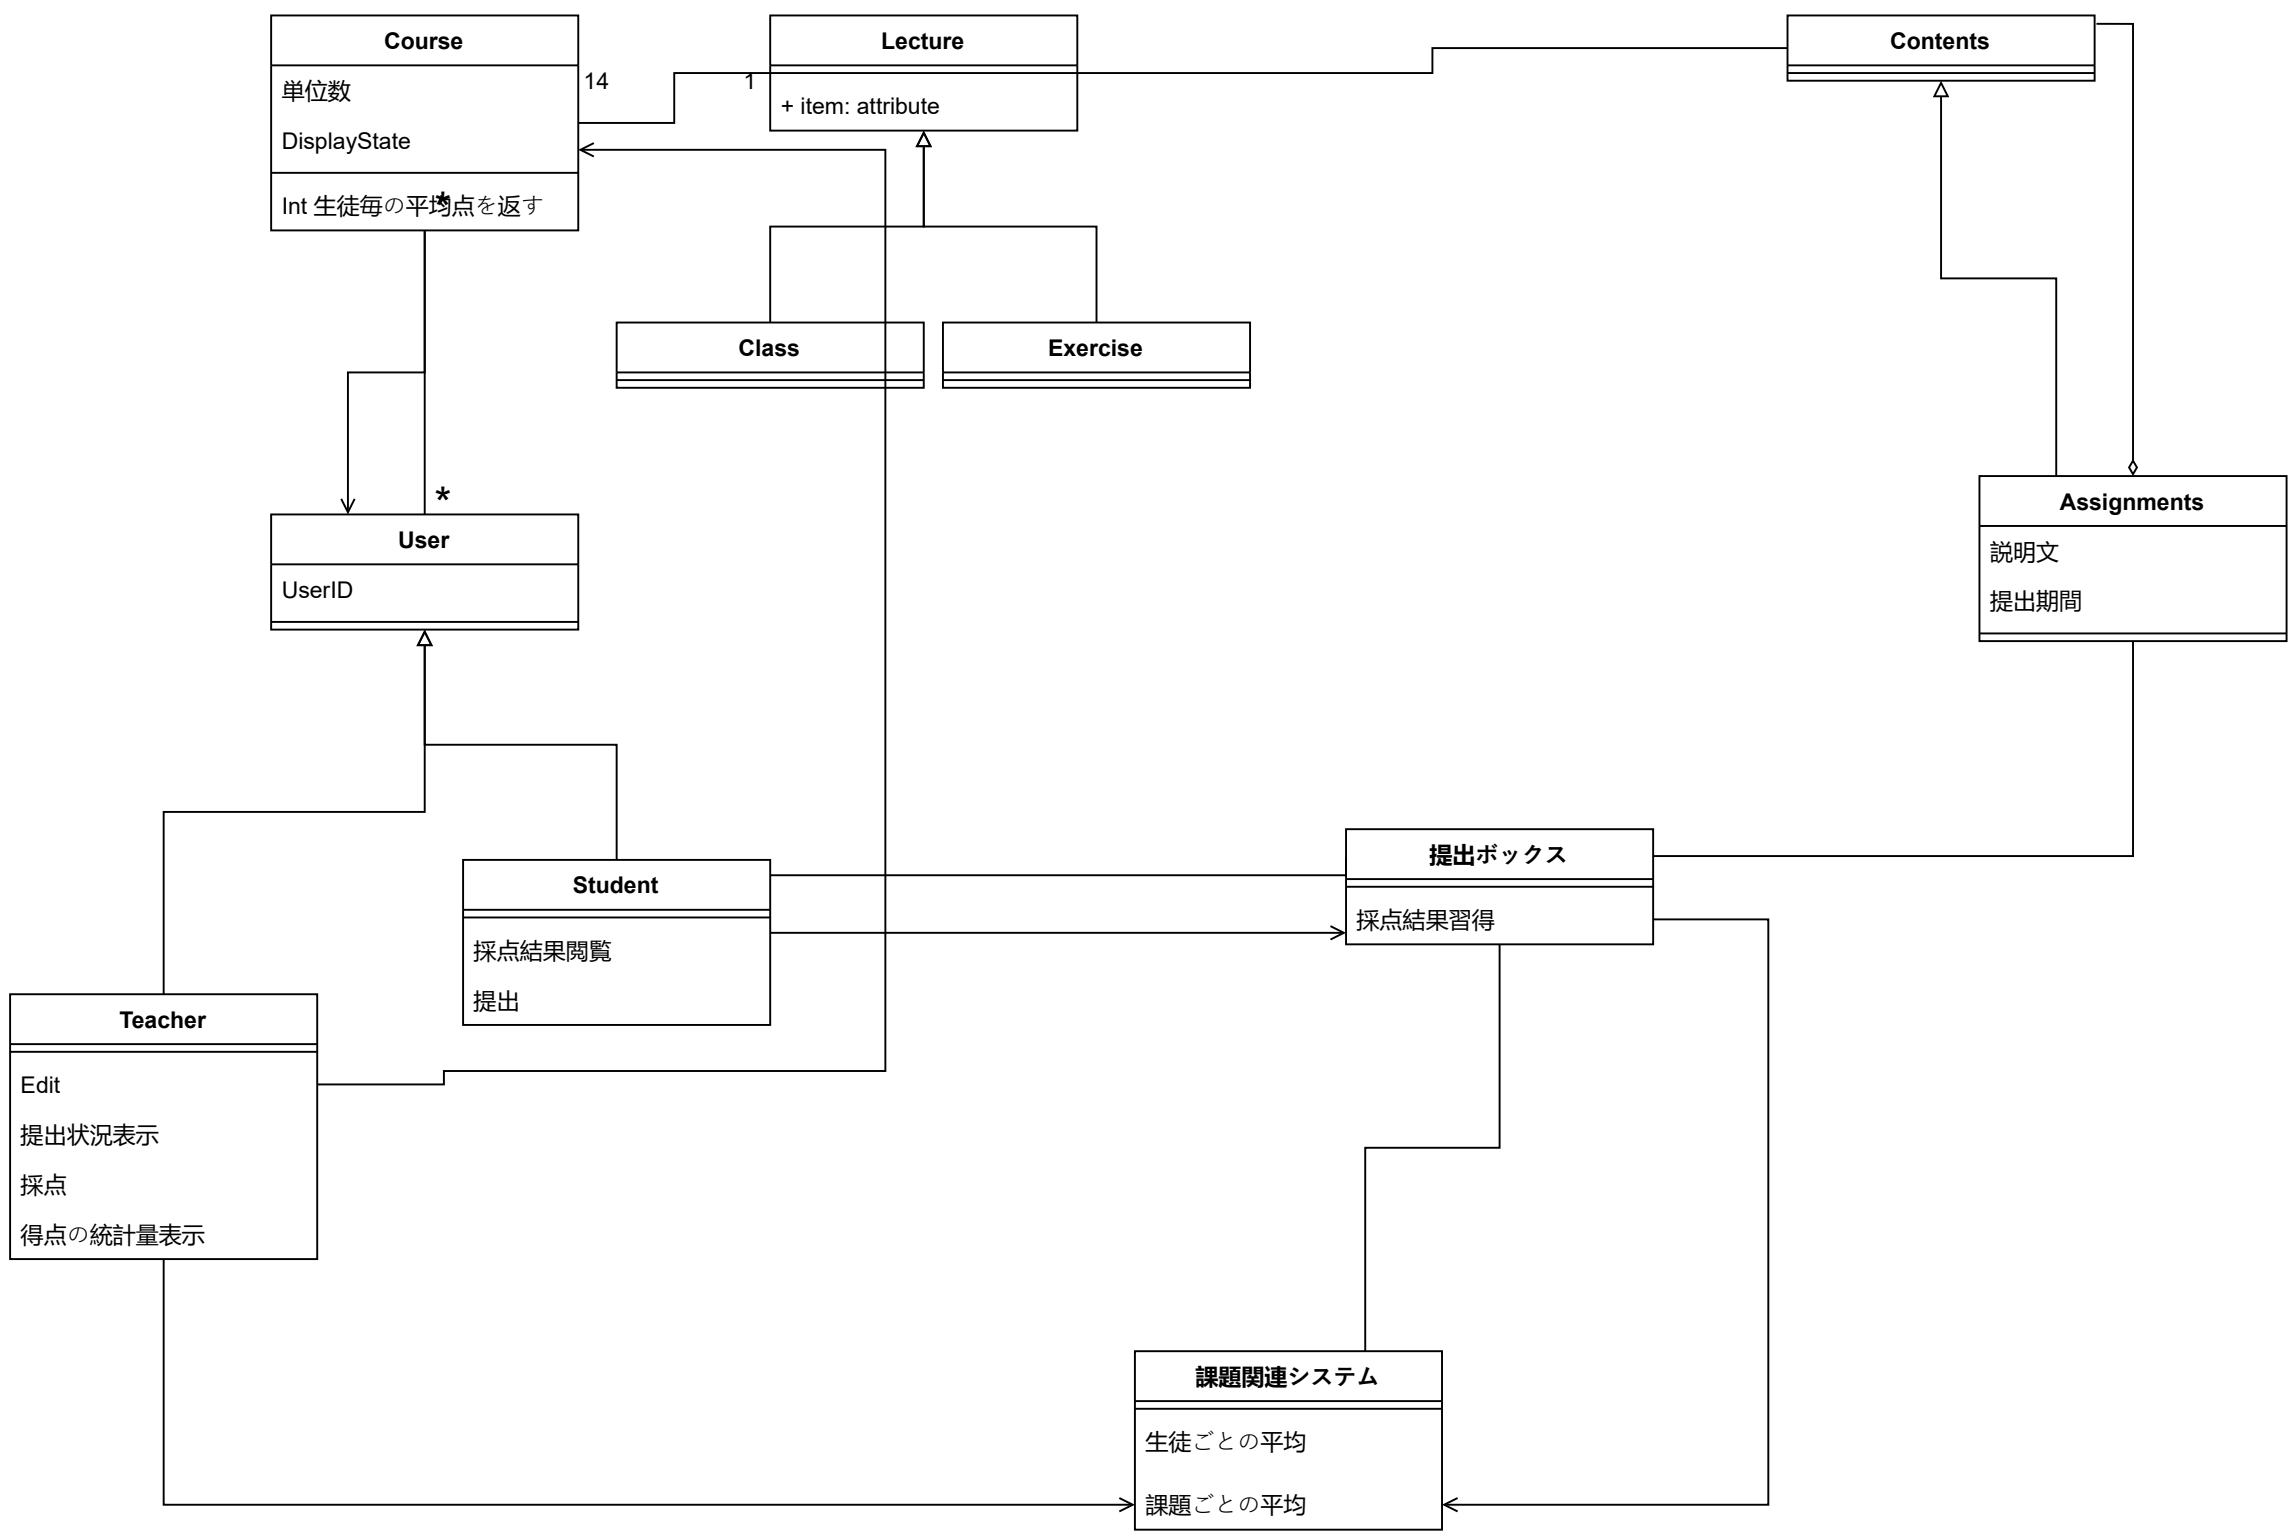 Course
単位数
DisplayState
Int 生徒毎の平均点を返す
*
14
1
Lecture
+ item: attribute
Contents
Class
Exercise
*
User
UserID
Assignments
説明文
提出期間
Student
採点結果閲覧
提出
提出ボックス
採点結果習得
Teacher
Edit
提出状況表示
採点
得点の統計量表示
課題関連システム
生徒ごとの平均
課題ごとの平均